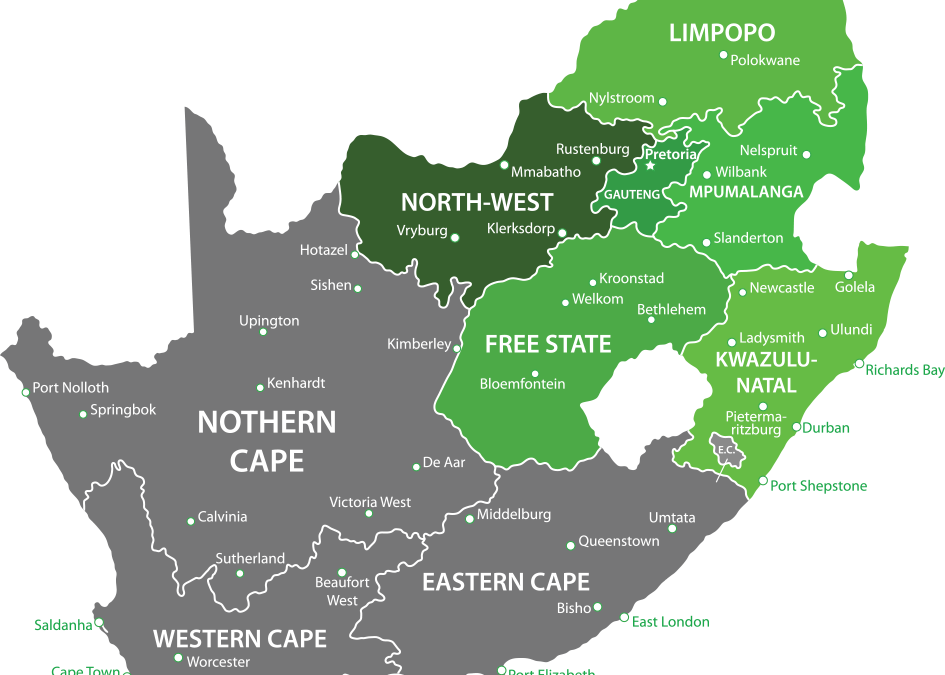 LIMPOPO
Polokwane
Nylstroom
Rustenburg
Pretoria
Nelspruit
Mmabatho
Wilbank
GAUTENG
MPUMALANGA
NORTH-WEST
Vryburg
Klerksdorp
Slanderton
Hotazel
Sishen
Kroonstad
Newcastle
Golela
Welkom
Bethlehem
Upington
Kimberley
FREE STATE
Ladysmith
Ulundi
KWAZULU-
NATAL
Richards Bay
Port Nolloth
Kenhardt
Bloemfontein
Springbok
NOTHERN
CAPE
Pieterma-
ritzburg
Durban
E.C.
De Aar
Port Shepstone
Victoria West
Calvinia
Middelburg
Umtata
Queenstown
Sutherland
Beaufort
West
EASTERN CAPE
Bisho
East London
Saldanha
WESTERN CAPE
Worcester
Cape Town
Port Elizabeth